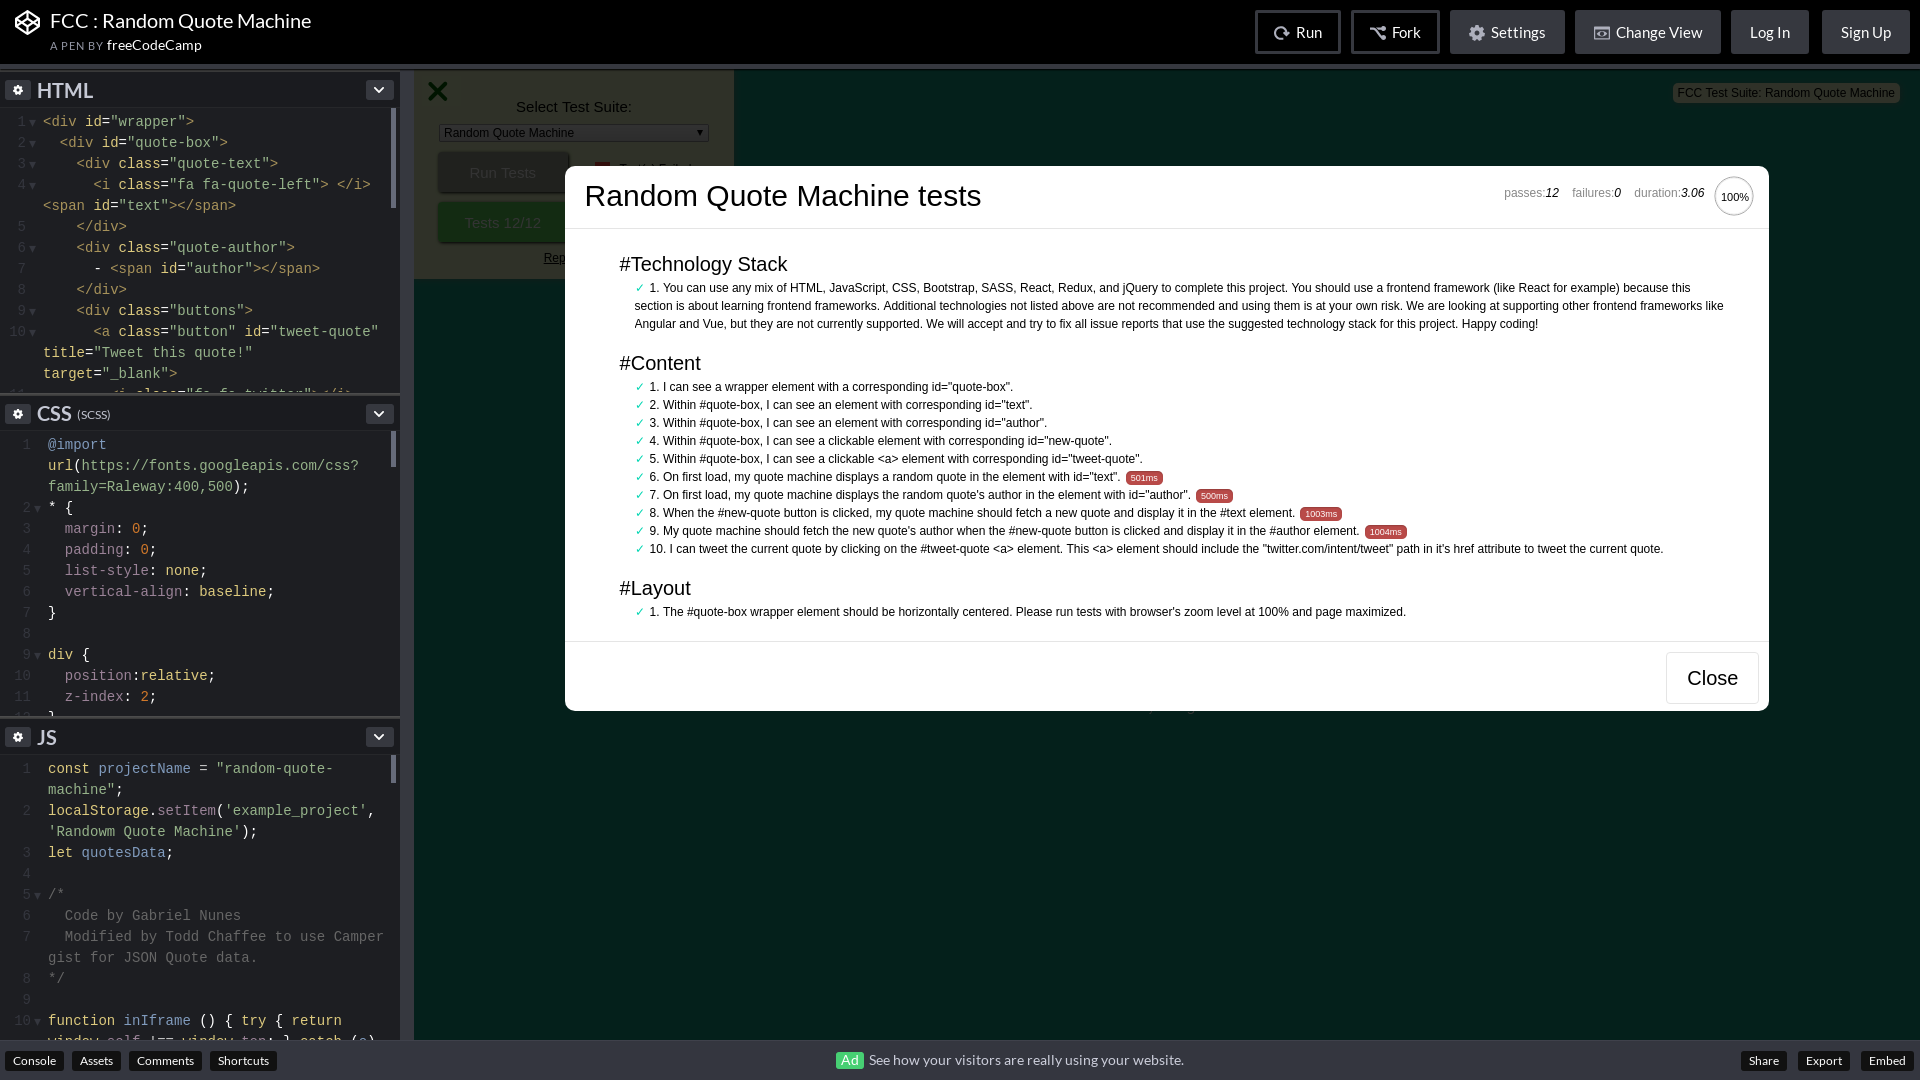 FCC : Random Quote Machine
A PEN BY freeCodeCamp
Run
Fork
Settings
Change View
Log In
Sign Up
HTML
1 <div id="wrapper">
2 <div id="quote-box">
3 <div class="quote-text">
4 <i class="fa fa-quote-left"> </i>
<span id="text"></span>
5 </div>
6 <div class="quote-author">
7 - <span id="author"></span>
8 </div>
9 <div class="buttons">
10 <a class="button" id="tweet-quote"
title="Tweet this quote!"
target="_blank">
CSS (SCSS)
1 @import
url(https://fonts.googleapis.com/css?
family=Raleway:400,500);
2 * {
3 margin: 0;
4 padding: 0;
5 list-style: none;
6 vertical-align: baseline;
7 }
8
9 div {
10 position:relative;
11 z-index: 2;
JS
1 const projectName = "random-quote-
machine";
2 localStorage.setItem('example_project',
'Randowm Quote Machine');
3 let quotesData;
4
5 /*
6 Code by Gabriel Nunes
7 Modified by Todd Chaffee to use Camper
gist for JSON Quote data.
8 */
9
10 function inIframe () { try { return
Select Test Suite:
Random Quote Machine
Run Tests
Tests 12/12
FCC Test Suite: Random Quote Machine
Random Quote Machine tests
passes:12 failures:0 duration:3.06 100%
#Technology Stack
✓ 1. You can use any mix of HTML, JavaScript, CSS, Bootstrap, SASS, React, Redux, and jQuery to complete this project. You should use a frontend framework (like React for example) because this
section is about learning frontend frameworks. Additional technologies not listed above are not recommended and using them is at your own risk. We are looking at supporting other frontend frameworks like
Angular and Vue, but they are not currently supported. We will accept and try to fix all issue reports that use the suggested technology stack for this project. Happy coding!
#Content
✓ 1. I can see a wrapper element with a corresponding id="quote-box".
✓ 2. Within #quote-box, I can see an element with corresponding id="text".
✓ 3. Within #quote-box, I can see an element with corresponding id="author".
✓ 4. Within #quote-box, I can see a clickable element with corresponding id="new-quote".
✓ 5. Within #quote-box, I can see a clickable <a> element with corresponding id="tweet-quote".
✓ 6. On first load, my quote machine displays a random quote in the element with id="text". 501ms
✓ 7. On first load, my quote machine displays the random quote's author in the element with id="author". 500ms
✓ 8. When the #new-quote button is clicked, my quote machine should fetch a new quote and display it in the #text element. 1003ms
✓ 9. My quote machine should fetch the new quote's author when the #new-quote button is clicked and display it in the #author element. 1004ms
✓ 10. I can tweet the current quote by clicking on the #tweet-quote <a> element. This <a> element should include the "twitter.com/intent/tweet" path in it's href attribute to tweet the current quote.
#Layout
✓ 1. The #quote-box wrapper element should be horizontally centered. Please run tests with browser's zoom level at 100% and page maximized.
Close
Console
Assets
Comments
Shortcuts
Ad See how your visitors are really using your website.
Share
Export
Embed